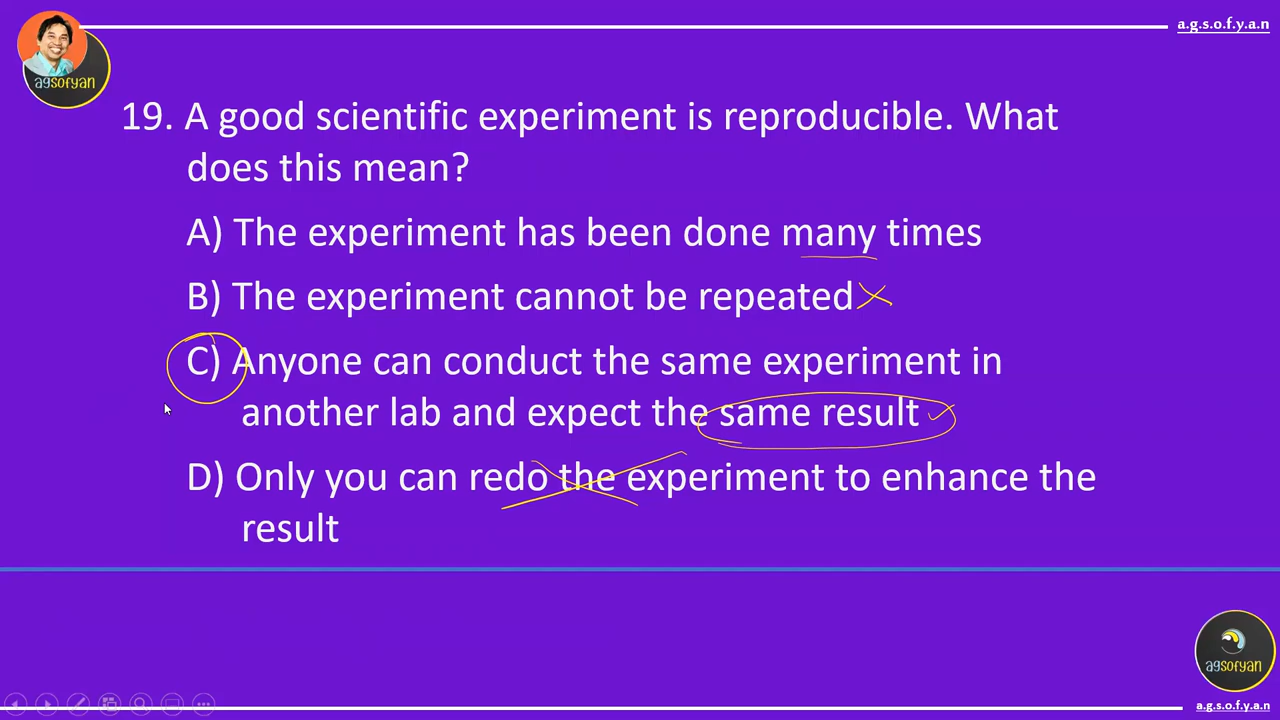 a.g.s.o.f.y.a.n
agsofyan
19. A good scientific experiment is reproducible. What
does this mean?
A) The experiment has been done many times
B) The experiment cannot be repeated
C) Anyone can conduct the same experiment in
another lab and expect the same result
D) Only you can redo the experiment to enhance the
result
agsofyan
a.g.s.o.f.y.a.n